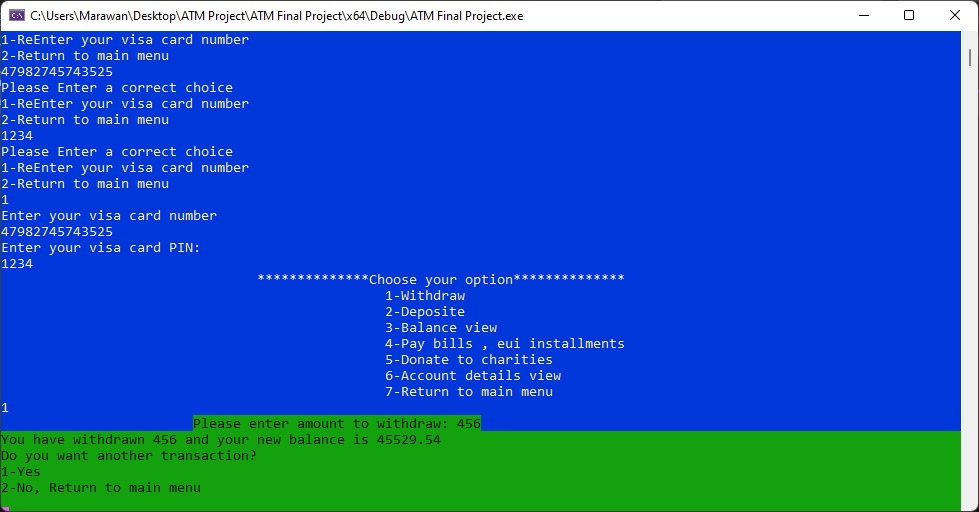 C:\Users\Marawan\Desktop\ATM Project\ATM Final Project\x64\Debug\ATM Final Project.exe
1-ReEnter your visa card number
2-Return to main menu
47982745743525
Please Enter a correct choice
1-ReEnter your visa card number
2-Return to main menu
1234
Please Enter a correct choice
1-ReEnter your visa card number
2-Return to main menu
1
Enter your visa card number
47982745743525
Enter your visa card PIN:
1234
**************Choose your option**************
1-Withdraw
2-Deposite
3-Balance view
4-Pay bills , eui installments
5-Donate to charities
6-Account details view
7-Return to main menu
1
Please enter amount to withdraw: 456
You have withdrawn 456 and your new balance is 45529.54
Do you want another transaction?
1-Yes
2-No, Return to main menu